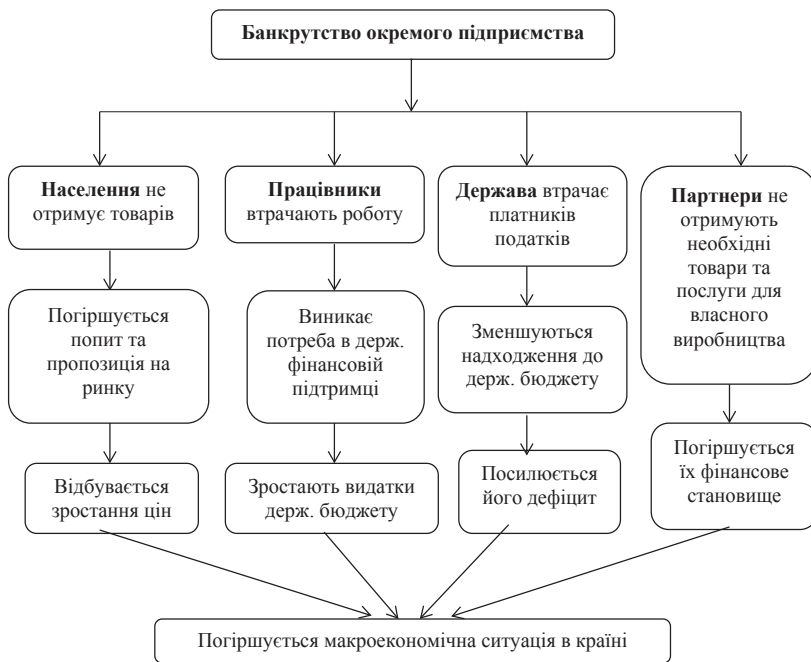 Банкрутство окремого підприємства
Населення не
отримує товарів
Працівники
втрачають роботу
Держава втрачає
платників
податків
Партнери не
отримують
необхідні
товари та
послуги для
власного
виробництва
Погіршується
попит та
пропозиція на
ринку
Виникає
потреба в держ.
фінансовій
підтримці
Зменшуються
надходження до
держ. бюджету
Відбувається
зростання цін
Зростають видатки
держ. бюджету
Посилюється
його дефіцит
Погіршується
їх фінансове
становище
Погіршується макроекономічна ситуація в країні